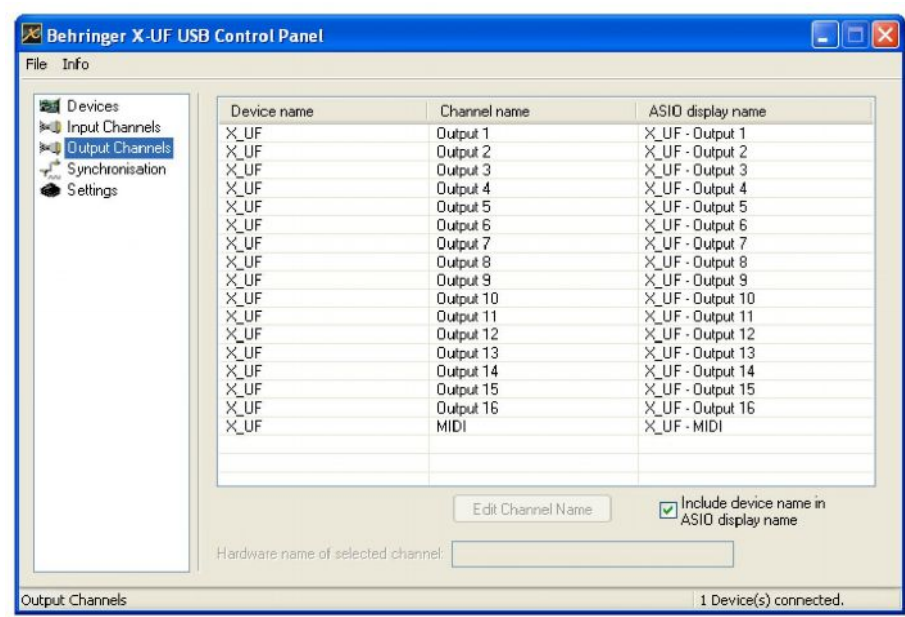 Behringer X-UF USB Control Panel
File Info
Devices
Input Channels
Output Channels
Synchronisation
Settings
Device name Channel name ASIO display name
X_UF Output 1 X_UF - Output 1
X_UF Output 2 X_UF - Output 2
X_UF Output 3 X_UF - Output 3
X_UF Output 4 X_UF - Output 4
X_UF Output 5 X_UF - Output 5
X_UF Output 6 X_UF - Output 6
X_UF Output 7 X_UF - Output 7
X_UF Output 8 X_UF - Output 8
X_UF Output 9 X_UF - Output 9
X_UF Output 10 X_UF - Output 10
X_UF Output 11 X_UF - Output 11
X_UF Output 12 X_UF - Output 12
X_UF Output 13 X_UF - Output 13
X_UF Output 14 X_UF - Output 14
X_UF Output 15 X_UF - Output 15
X_UF Output 16 X_UF - Output 16
X_UF MIDI X_UF - MIDI
Edit Channel Name
Include device name in
ASIO display name
Hardware name of selected channel:
Output Channels 1 Device(s) connected.